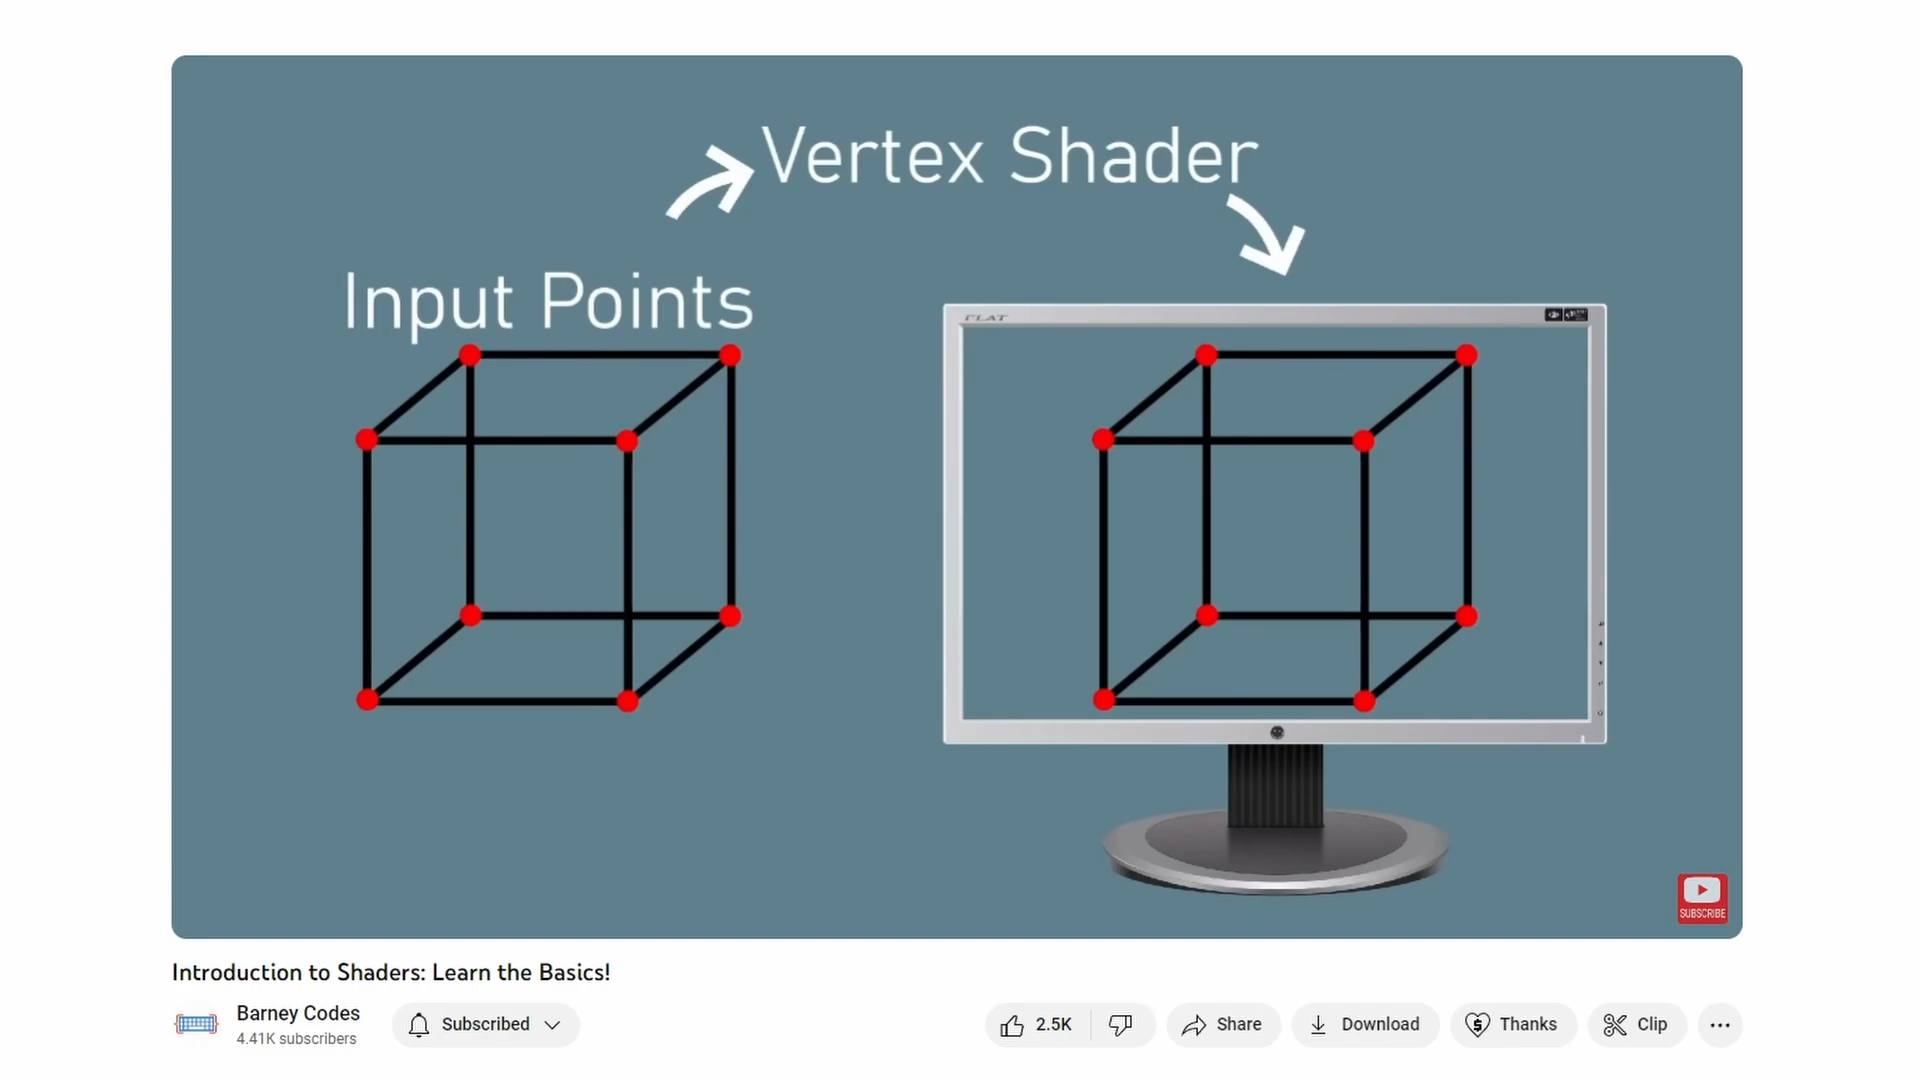 Vertex Shader
Input Points
FLAT
SUBSCRIBE
Introduction to Shaders: Learn the Basics!
Barney Codes
4.41K subscribers
Subscribed
2.5K
Share
Download
Thanks
Clip